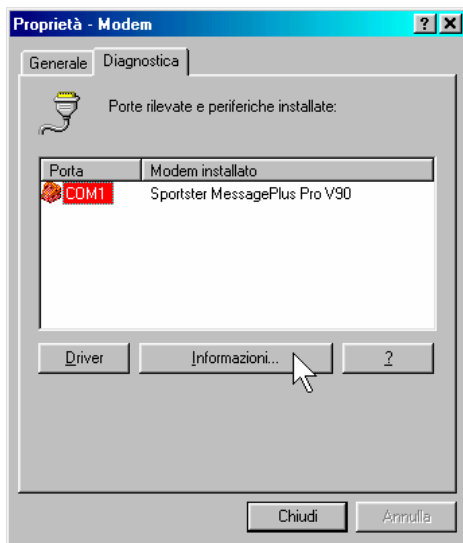 Proprietà - Modem
Generale Diagnostica
Porte rilevate e periferiche installate:
Porta Modem installato
COM1 Sportster MessagePlus Pro V90
Driver Informazioni... ?
Chiudi Annulla